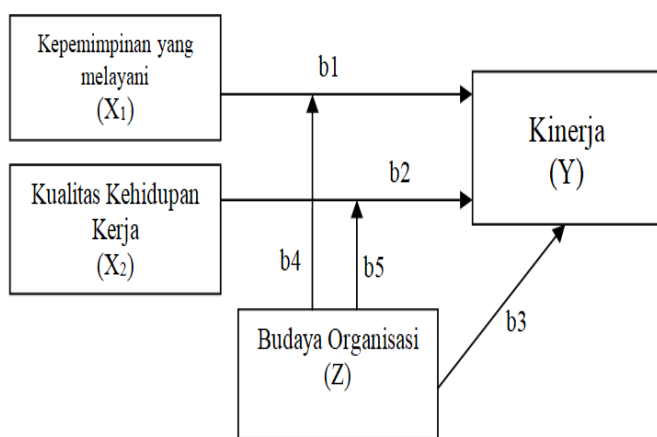 Kepemimpinan yang
melayani
(X₁)
b1
Kinerja
(Y)
Kualitas Kehidupan
Kerja
(X₂)
b2
b4
b5
b3
Budaya Organisasi
(Z)